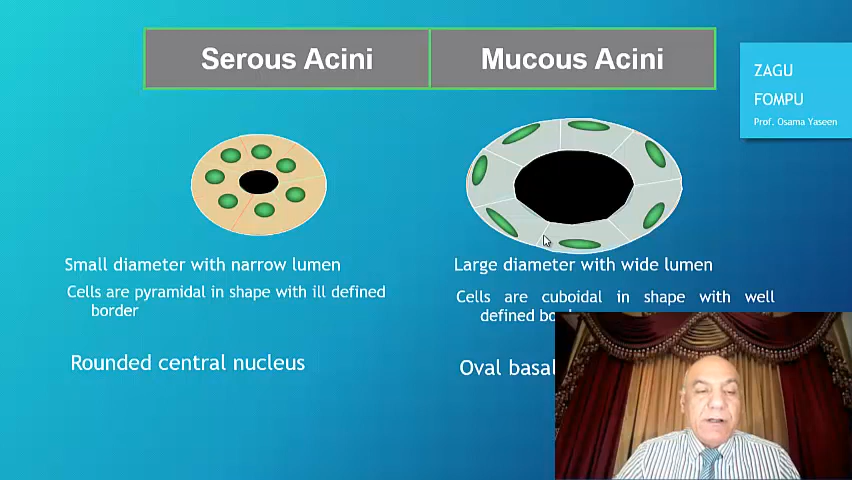 Serous Acini
Mucous Acini
ZAGU
FOMPU
Prof. Osama Yaseen
Small diameter with narrow lumen
Cells are pyramidal in shape with ill defined
border
Rounded central nucleus
Large diameter with wide lumen
Cells are cuboidal in shape with well
defined
Oval basal